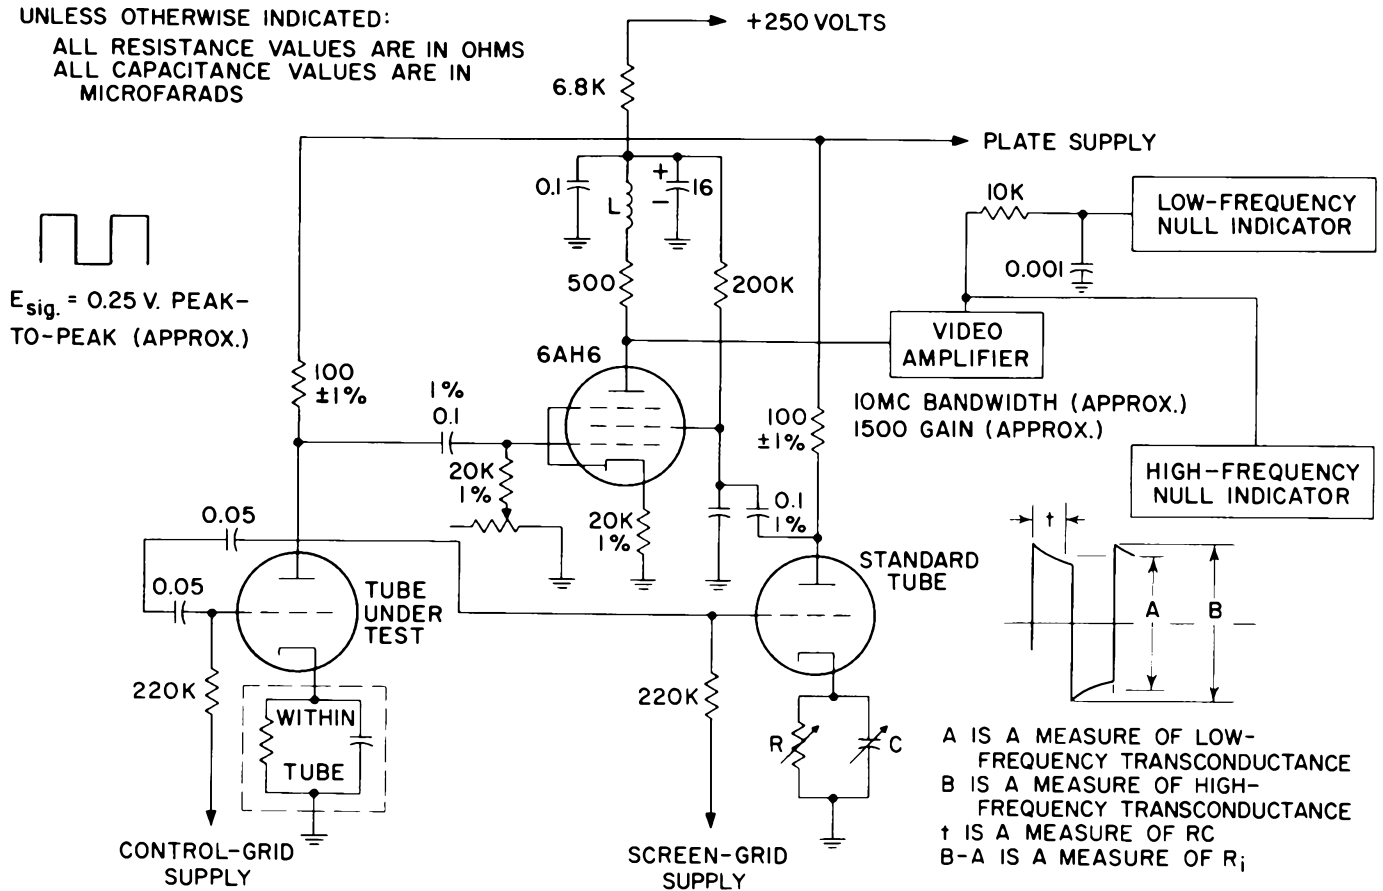 UNLESS OTHERWISE INDICATED:
ALL RESISTANCE VALUES ARE IN OHMS
ALL CAPACITANCE VALUES ARE IN
MICROFARADS
+250 VOLTS
6.8K
PLATE SUPPLY
0.1
L
+
−
16
10K
LOW-FREQUENCY
NULL INDICATOR
0.001
500
200K
Esig. = 0.25 V. PEAK-
TO-PEAK (APPROX.)
VIDEO
AMPLIFIER
6AH6
100
±1%
1%
0.1
10MC BANDWIDTH (APPROX.)
1500 GAIN (APPROX.)
100
±1%
HIGH-FREQUENCY
NULL INDICATOR
20K
1%
0.1
1%
20K
1%
0.05
0.05
t
STANDARD
TUBE
TUBE
UNDER
TEST
A
B
220K
WITHIN
TUBE
220K
R
C
A IS A MEASURE OF LOW-
FREQUENCY TRANSCONDUCTANCE
B IS A MEASURE OF HIGH-
FREQUENCY TRANSCONDUCTANCE
t IS A MEASURE OF RC
B-A IS A MEASURE OF Ri
CONTROL-GRID
SUPPLY
SCREEN-GRID
SUPPLY